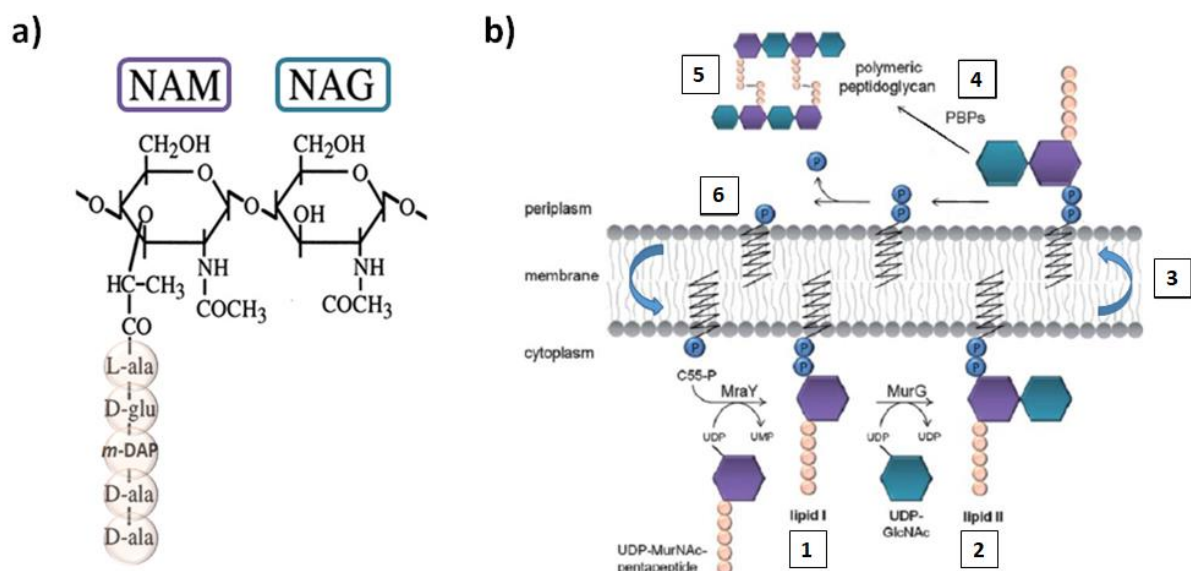 a)
NAM
NAG
CH2OH
CH2OH
O
O
O
O
O
O
OH
HC-CH3
NH
NH
COCH3
COCH3
CO
L-ala
D-glu
m-DAP
D-ala
D-ala
b)
5
polymeric
peptidoglycan
4
PBPs
P
6
P
P
P
P
P
periplasm
membrane
3
cytoplasm
P
P
P
P
P
C55-P
MraY
MurG
UDP
UMP
UDP
UDP
lipid I
UDP-
GlcNAc
lipid II
1
2
UDP-MurNAc-
pentapeptide